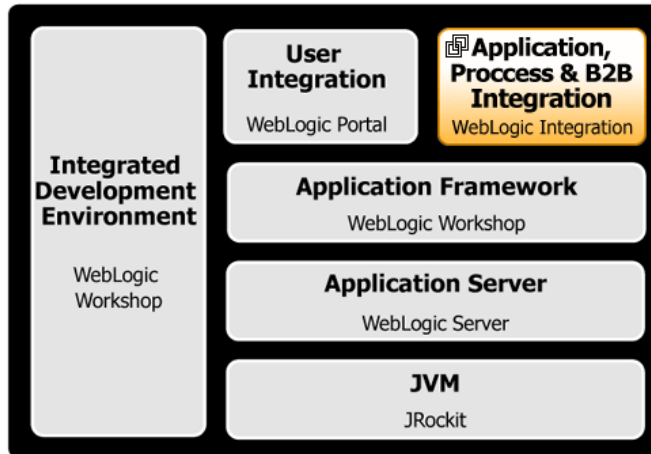 Integrated
Development
Environment
WebLogic
Workshop
User
Integration
WebLogic Portal
Application,
Proccess & B2B
Integration
WebLogic Integration
Application Framework
WebLogic Workshop
Application Server
WebLogic Server
JVM
JRockit